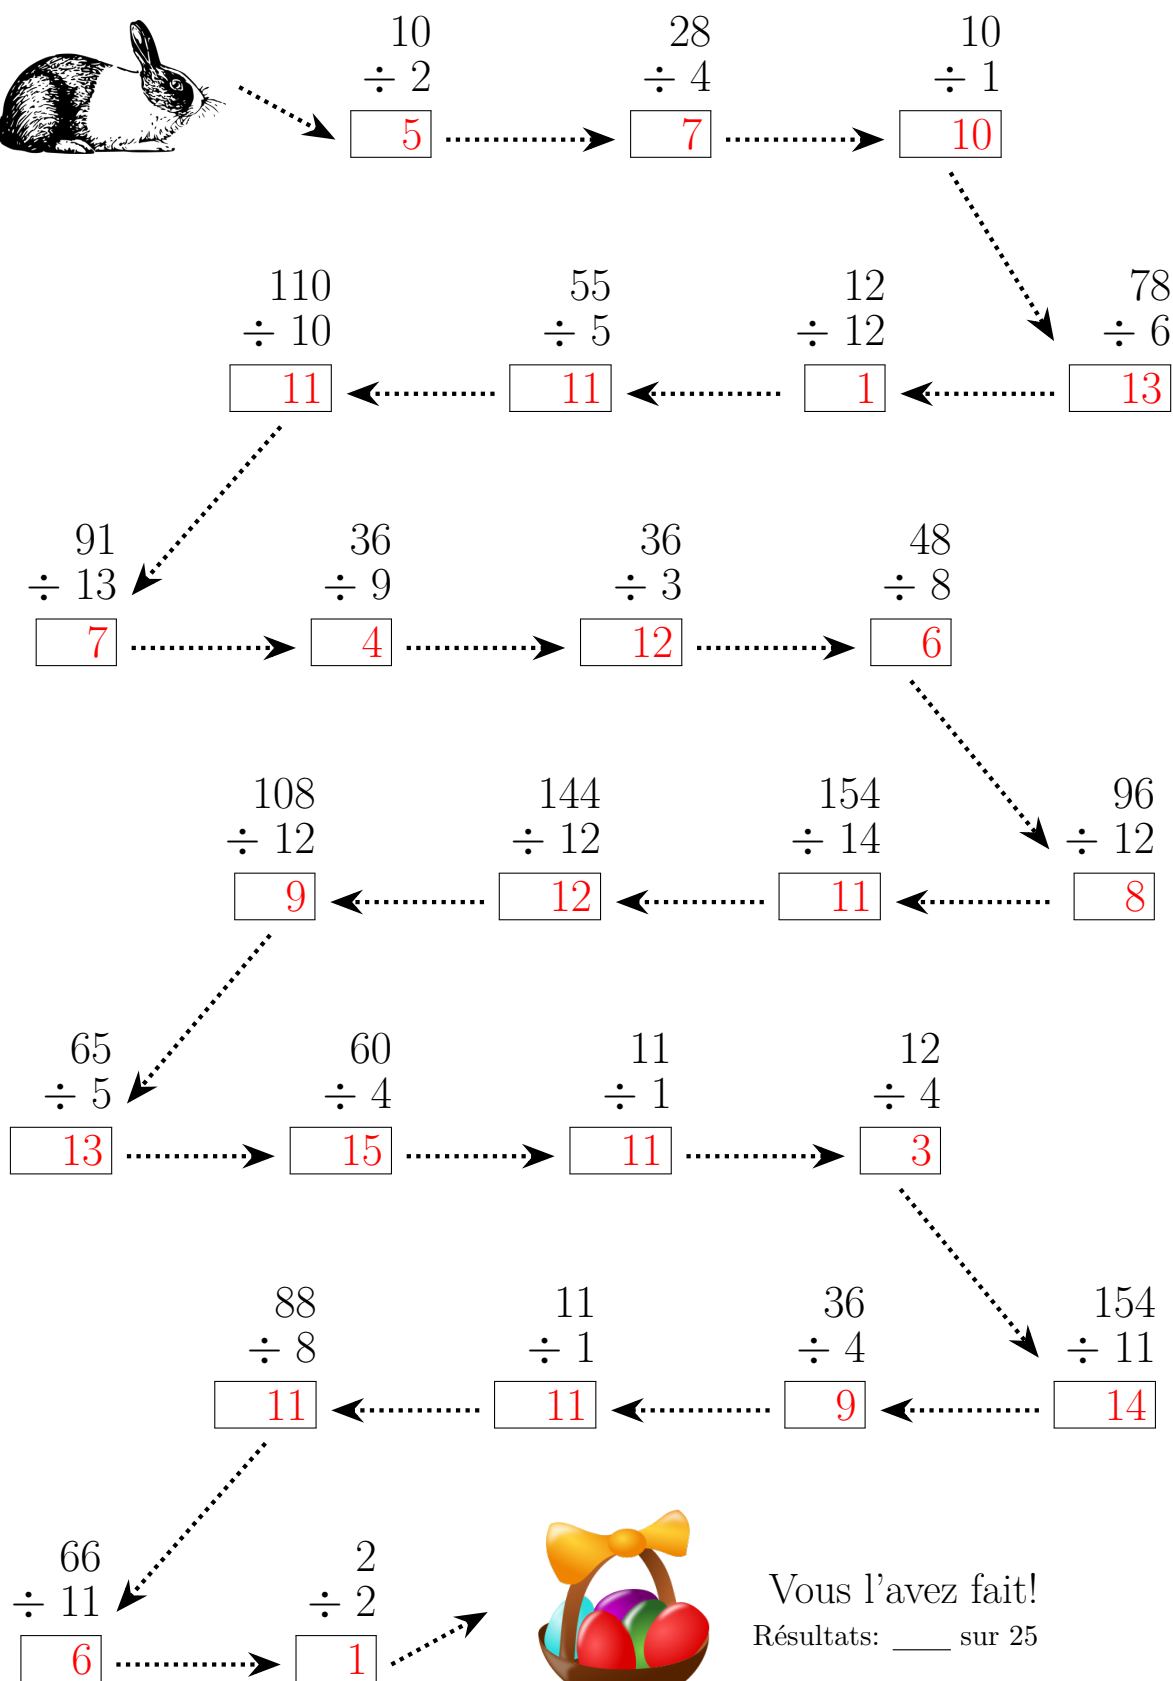 10 28 10
÷ 2 ÷ 4 ÷ 1
5 7 10
110 55 12 78
÷ 10 ÷ 5 ÷ 12 ÷ 6
11 11 1 13
91 36 36 48
÷ 13 ÷ 9 ÷ 3 ÷ 8
7 4 12 6
108 144 154 96
÷ 12 ÷ 12 ÷ 14 ÷ 12
9 12 11 8
65 60 11 12
÷ 5 ÷ 4 ÷ 1 ÷ 4
13 15 11 3
88 11 36 154
÷ 8 ÷ 1 ÷ 4 ÷ 11
11 11 9 14
66 2
÷ 11 ÷ 2
6 1
Vous l'avez fait!
Résultats: ____ sur 25